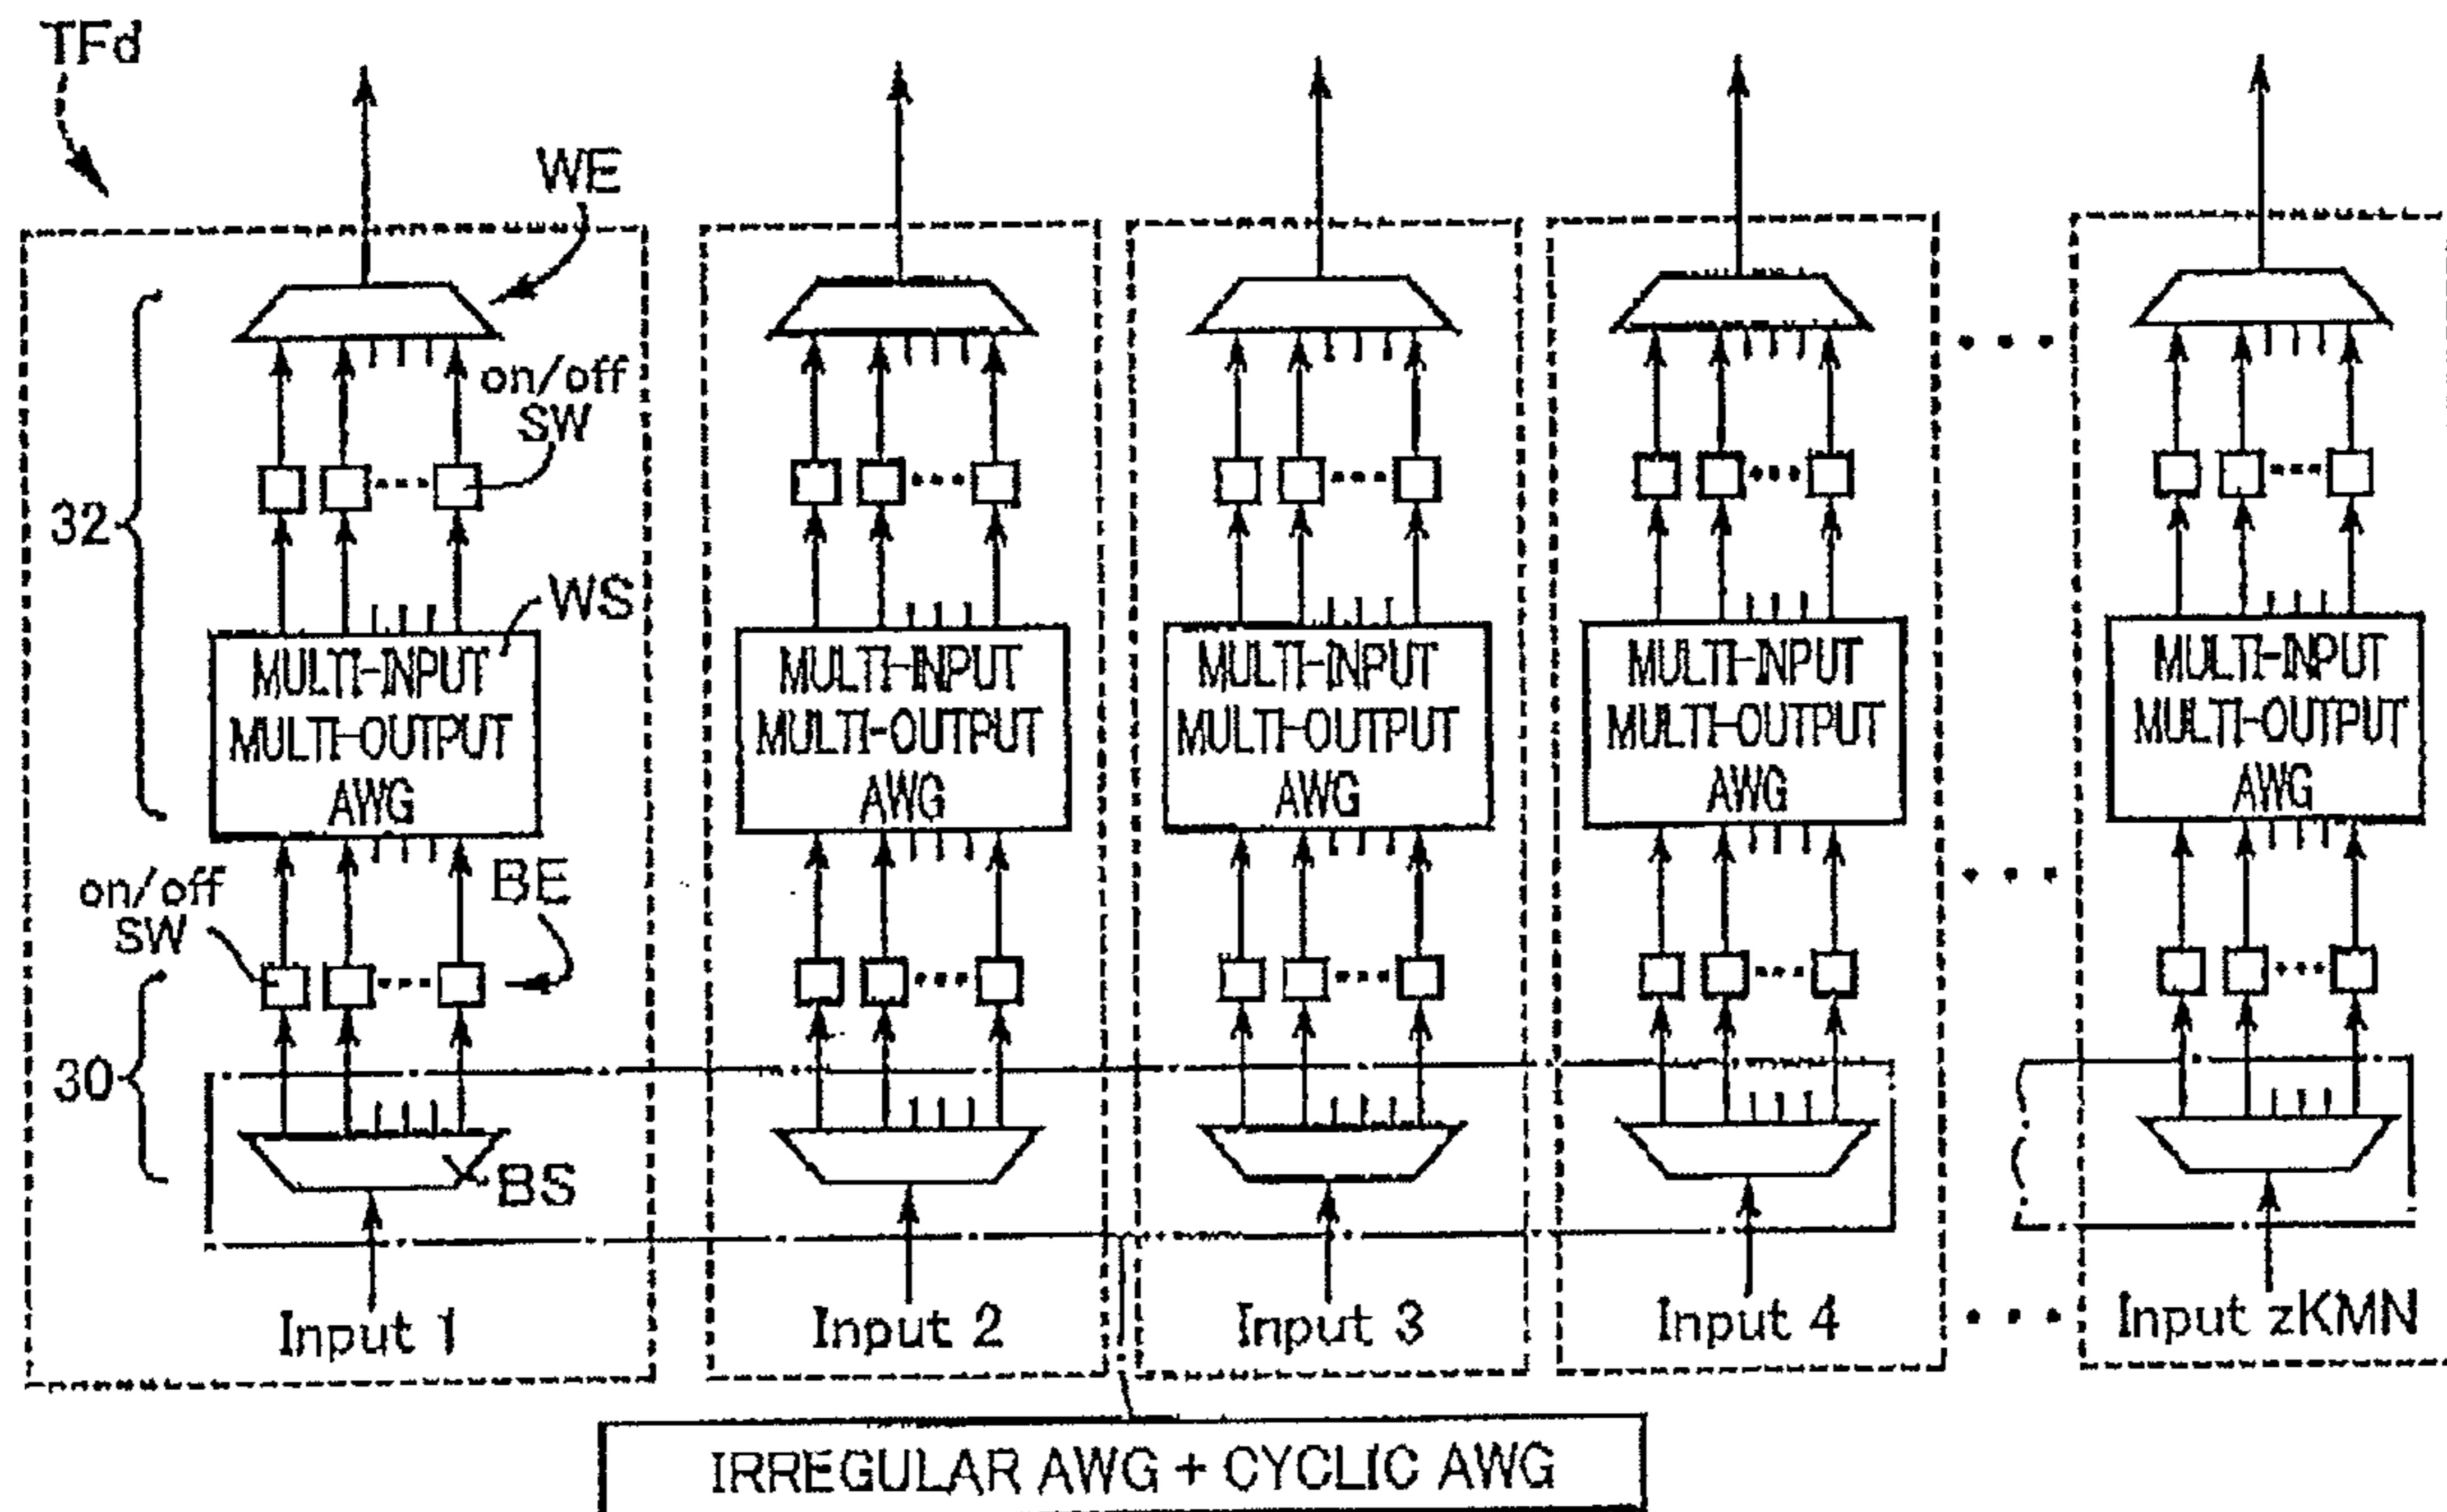 TFd
WE
on/off
SW
32
WS
MULTI-INPUT
MULTI-OUTPUT
AWG
MULTI-INPUT
MULTI-OUTPUT
AWG
MULTI-INPUT
MULTI-OUTPUT
AWG
MULTI-INPUT
MULTI-OUTPUT
AWG
MULTI-INPUT
MULTI-OUTPUT
AWG
on/off
SW
BE
30
BS
Input 1
Input 2
Input 3
Input 4
Input zKMN
IRREGULAR AWG + CYCLIC AWG